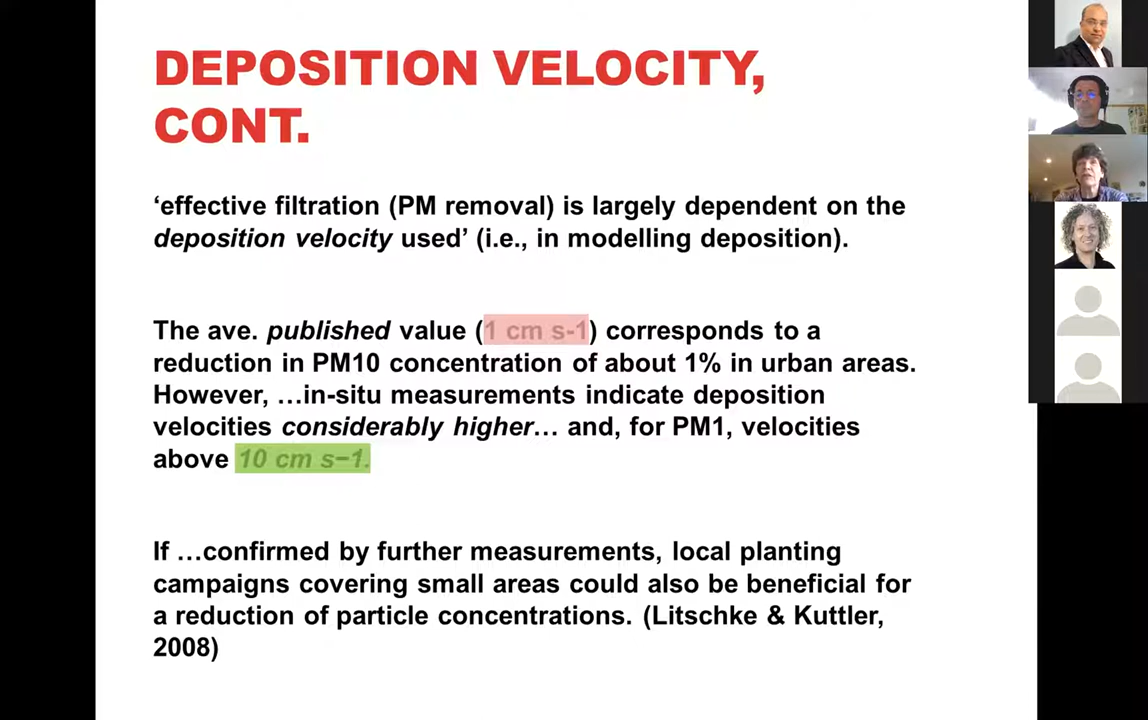 DEPOSITION VELOCITY,
CONT.
‘effective filtration (PM removal) is largely dependent on the
deposition velocity used’ (i.e., in modelling deposition).
The ave. published value (1 cm s-1) corresponds to a
reduction in PM10 concentration of about 1% in urban areas.
However, …in-situ measurements indicate deposition
velocities considerably higher… and, for PM1, velocities
above 10 cm s−1.
If …confirmed by further measurements, local planting
campaigns covering small areas could also be beneficial for
a reduction of particle concentrations. (Litschke & Kuttler,
2008)